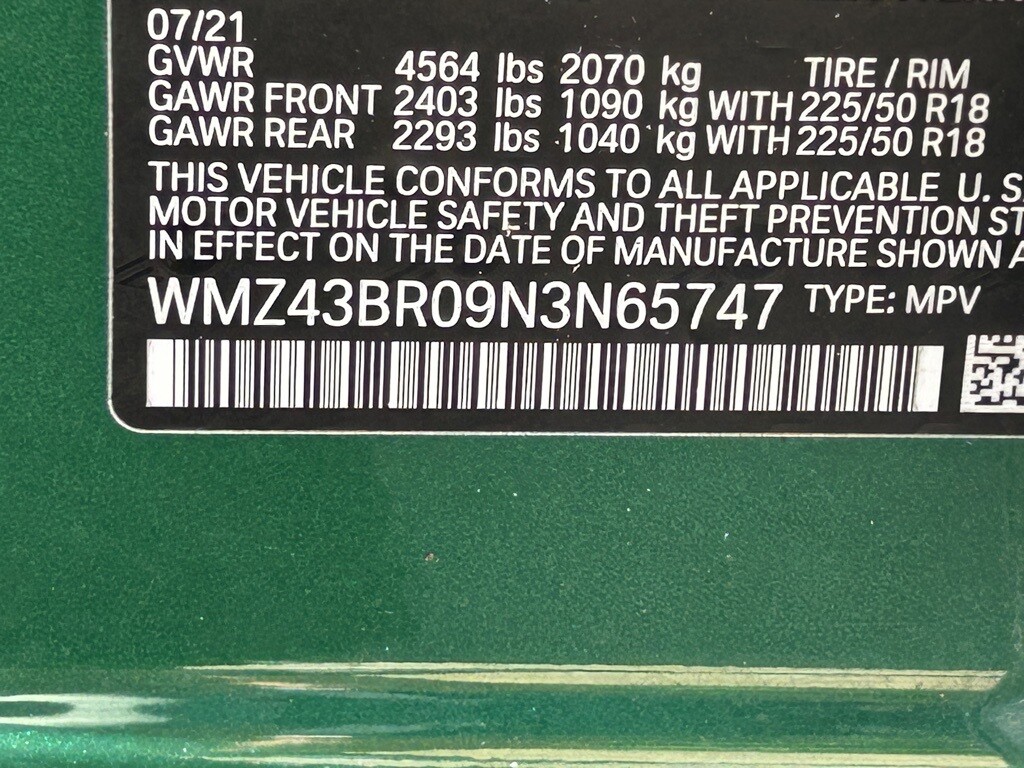 07/21
GVWR 4564 lbs 2070 kg TIRE / RIM
GAWR FRONT 2403 lbs 1090 kg WITH 225/50 R18
GAWR REAR 2293 lbs 1040 kg WITH 225/50 R18
THIS VEHICLE CONFORMS TO ALL APPLICABLE U. S
MOTOR VEHICLE SAFETY AND THEFT PREVENTION ST
IN EFFECT ON THE DATE OF MANUFACTURE SHOWN A
WMZ43BR09N3N65747 TYPE: MPV